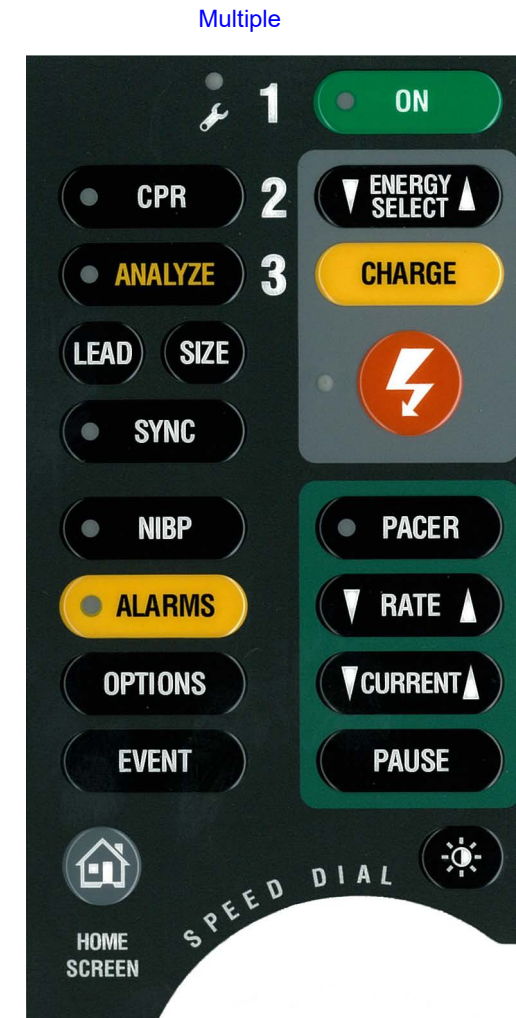 Multiple
1 ON
CPR 2 ENERGY
SELECT
ANALYZE 3 CHARGE
LEAD SIZE
SYNC
NIBP PACER
ALARMS RATE
OPTIONS CURRENT
EVENT PAUSE
SPEED DIAL
HOME
SCREEN